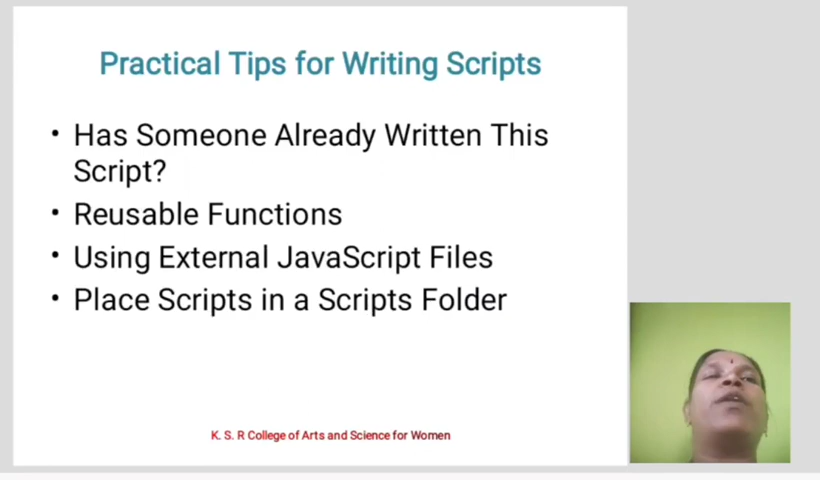 Practical Tips for Writing Scripts
• Has Someone Already Written This
Script?
• Reusable Functions
• Using External JavaScript Files
• Place Scripts in a Scripts Folder
K. S. R College of Arts and Science for Women